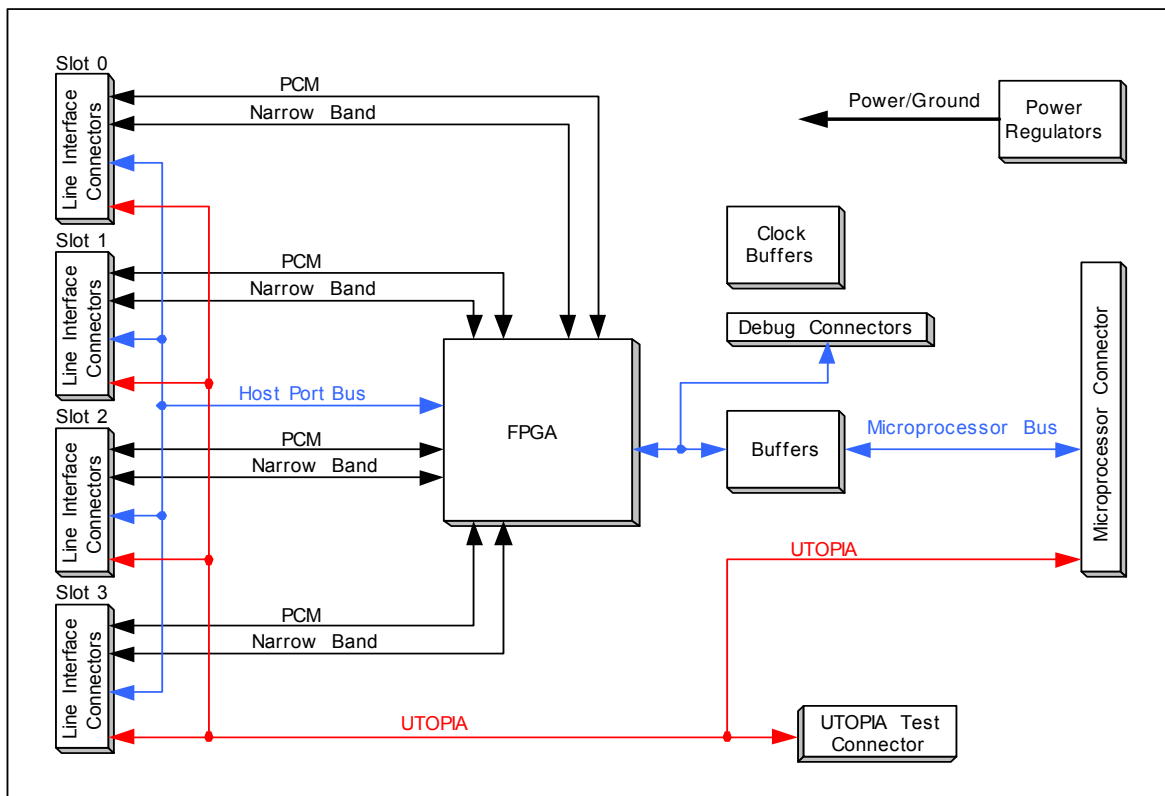 Slot 0
Line Interface
Connectors
PCM
Narrow Band
Power/Ground
Power
Regulators
Slot 1
Line Interface
Connectors
PCM
Narrow Band
Clock
Buffers
Debug Connectors
Host Port Bus
FPGA
Slot 2
Line Interface
Connectors
PCM
Narrow Band
Buffers
Microprocessor Bus
Microprocessor Connector
UTOPIA
Slot 3
Line Interface
Connectors
PCM
Narrow Band
UTOPIA
UTOPIA Test
Connector